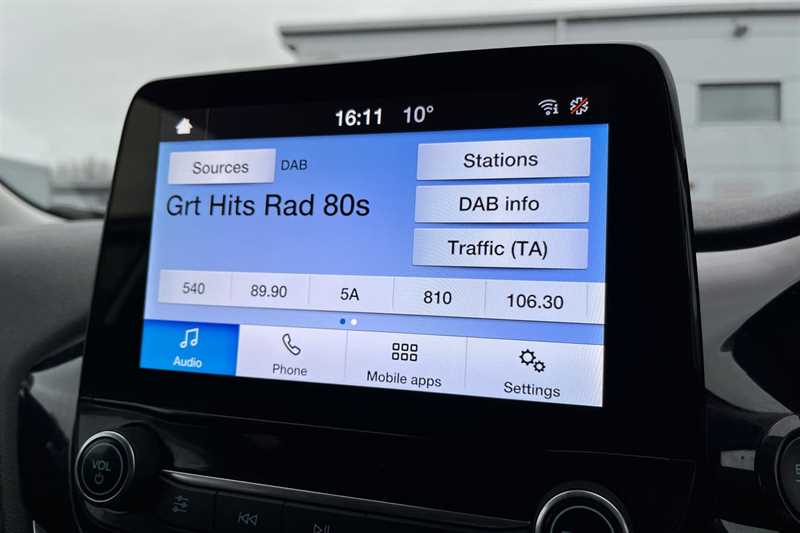 16:11 10°
Sources DAB
Stations
Grt Hits Rad 80s
DAB info
Traffic (TA)
540 89.90 5A 810 106.30
Audio Phone Mobile apps Settings
VOL